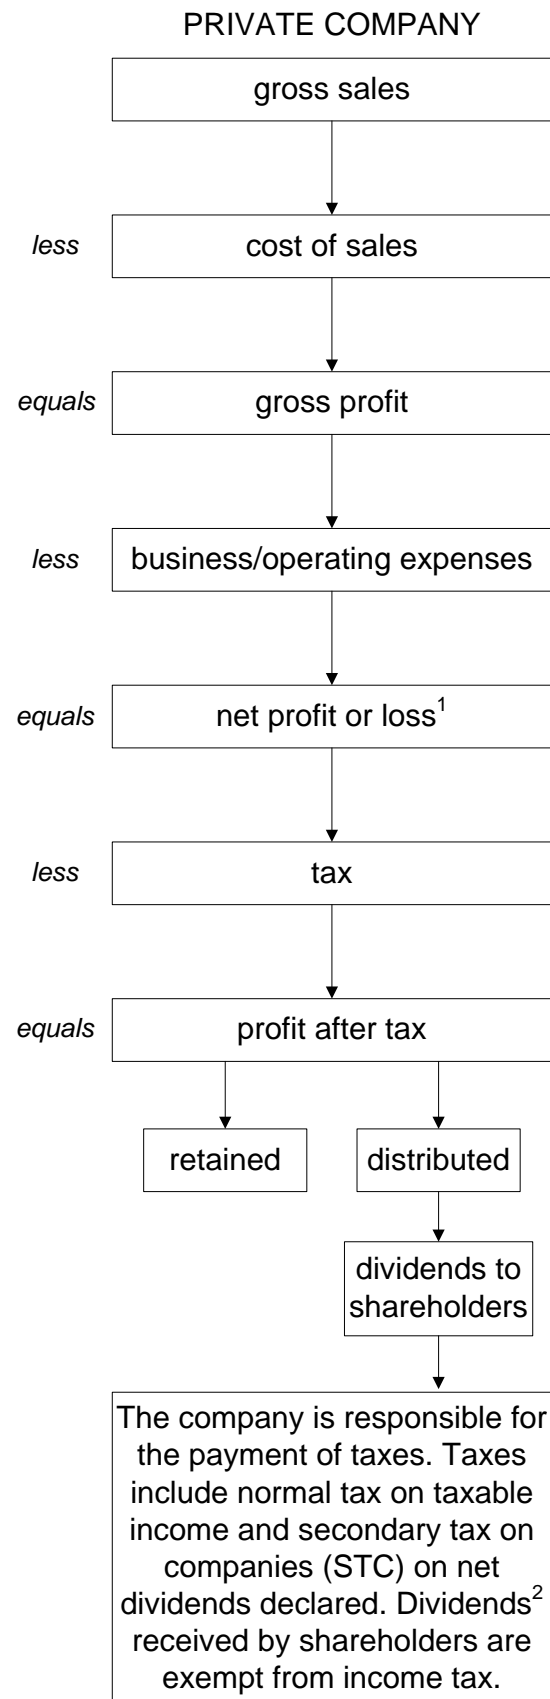 PRIVATE COMPANY
gross sales
less
cost of sales
equals
gross profit
less
business/operating expenses
equals
net profit or loss¹
less
tax
equals
profit after tax
retained
distributed
dividends to
shareholders
The company is responsible for
the payment of taxes. Taxes
include normal tax on taxable
income and secondary tax on
companies (STC) on net
dividends declared. Dividends²
received by shareholders are
exempt from income tax.